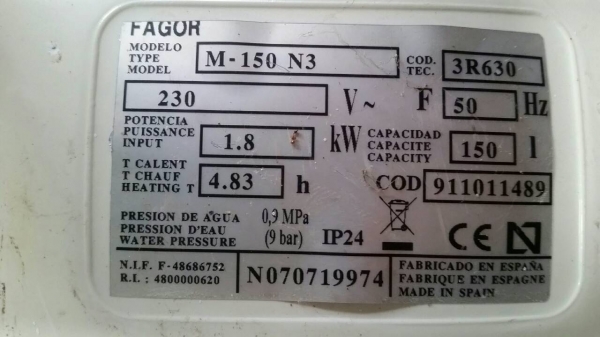 FAGOR
MODELO
TYPE
MODEL
M-150 N3
COD.
TEC.
3R630
230 V~ F 50 Hz
POTENCIA
PUISSANCE
INPUT
1.8 kW
CAPACIDAD
CAPACITE
CAPACITY
150 l
T CALENT
T CHAUF
HEATING T
4.83 h
COD 911011489
PRESION DE AGUA 0,9 MPa
PRESSION D'EAU
WATER PRESSURE (9 bar) IP24
CE N
N.I.F. F-48686752
R.I. : 4800000620
N070719974
FABRICADO EN ESPAÑA
FABRIQUE EN ESPAGNE
MADE IN SPAIN